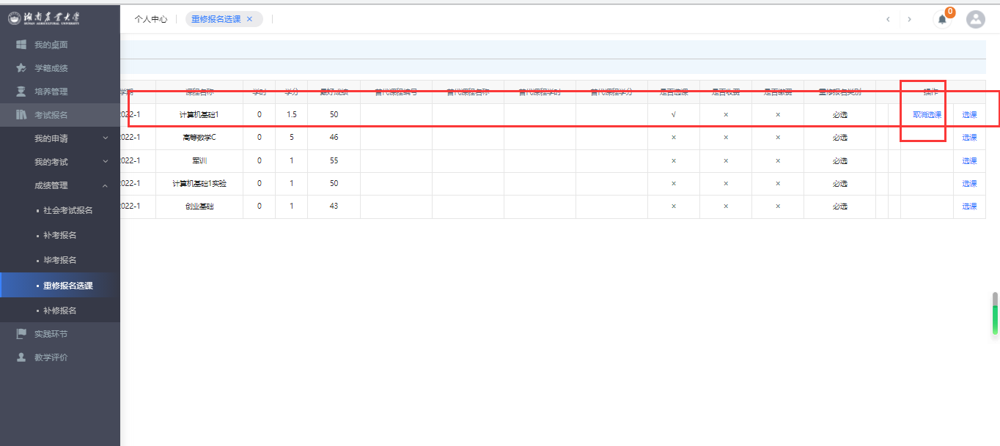 湖南农业大学
HUNAN AGRICULTURAL UNIVERSITY
个人中心
重修报名选课 ×
0
我的桌面
学籍成绩
培养管理
考试报名
我的申请
我的考试
成绩管理
社会考试报名
补考报名
毕考报名
重修报名选课
补修报名
实践环节
教学评价
学期 课程名称 学时 学分 最好成绩 替代课程编号 替代课程名称 替代课程学时 替代课程学分 是否选课 是否收费 是否缴费 重修报名类别 操作
2022-1 计算机基础1 0 1.5 50 √ × × 必选 取消选课 选课
2022-1 高等数学C 0 5 46 × × × 必选 选课
2022-1 军训 0 1 55 × × × 必选 选课
2022-1 计算机基础1实验 0 1 50 × × × 必选 选课
2022-1 创业基础 0 1 43 × × × 必选 选课